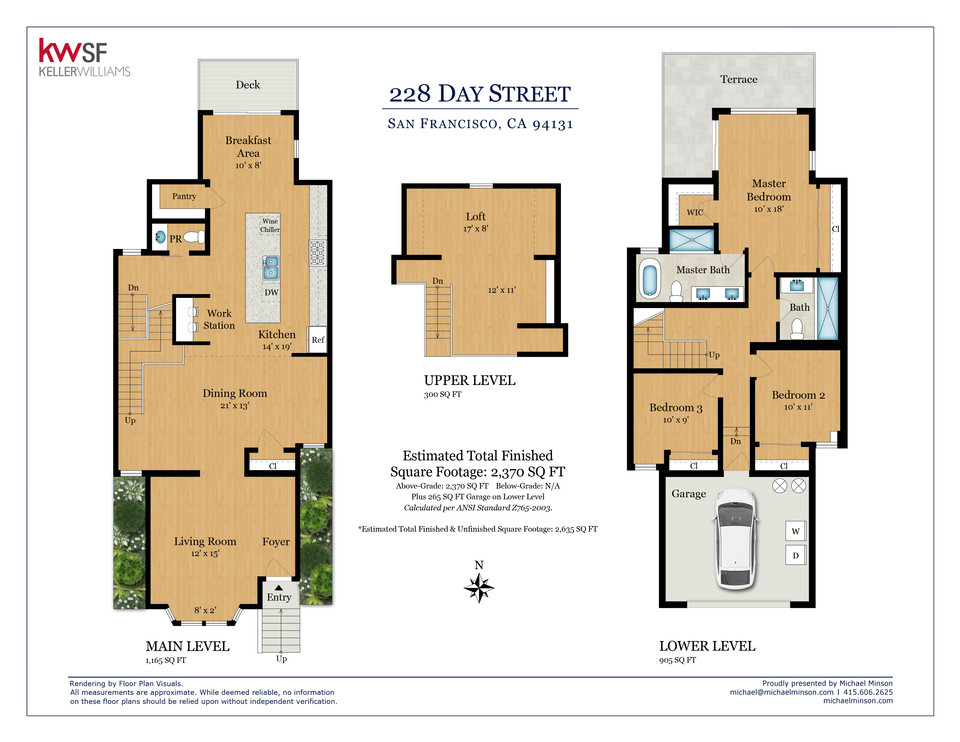 kwSF
KELLERWILLIAMS
228 DAY STREET
SAN FRANCISCO, CA 94131
Deck
Breakfast
Area
10' x 8'
Pantry
PR
Wine
Chiller
DW
Dn
Work
Station
Kitchen
14' x 19'
Ref
Dining Room
21' x 13'
Up
Cl
Living Room
12' x 15'
Foyer
Entry
8' x 2'
Up
MAIN LEVEL
1,165 SQ FT
Loft
17' x 8'
Dn
12' x 11'
UPPER LEVEL
300 SQ FT
Estimated Total Finished
Square Footage: 2,370 SQ FT
Above-Grade: 2,370 SQ FT Below-Grade: N/A
Plus 265 SQ FT Garage on Lower Level
Calculated per ANSI Standard Z765-2003.
*Estimated Total Finished & Unfinished Square Footage: 2,635 SQ FT
N
Terrace
Master
Bedroom
10' x 18'
WIC
Cl
Master Bath
Bath
Up
Bedroom 2
10' x 11'
Bedroom 3
10' x 9'
Dn
Cl
Cl
Garage
W
D
LOWER LEVEL
905 SQ FT
Rendering by Floor Plan Visuals.
All measurements are approximate. While deemed reliable, no information
on these floor plans should be relied upon without independent verification.
Proudly presented by Michael Minson
michael@michaelminson.com | 415.606.2625
michaelminson.com